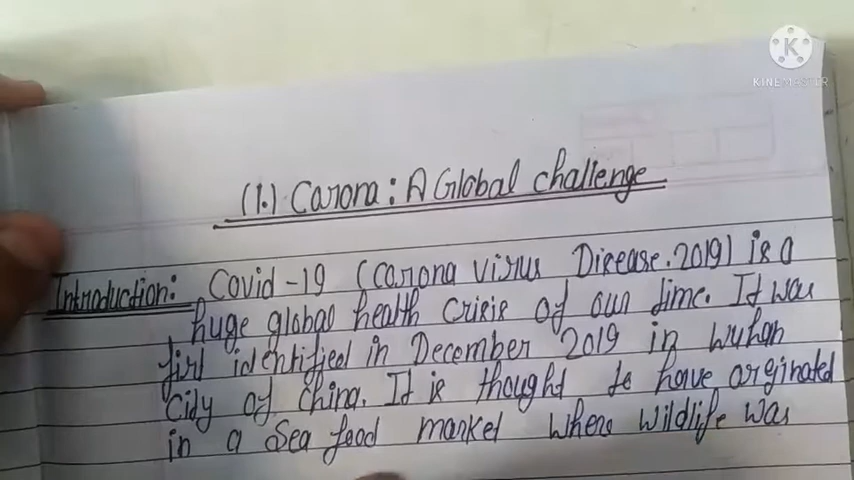 KINEMASTER
(1.) Carona: A Global challenge
Introduction: Covid-19 (carona virus Disease.2019) is a
huge global health crisis of our time. It was
first identified in December 2019 in wuhan
City of China. It is thought to have orginated
in a Sea food market where wildlife was